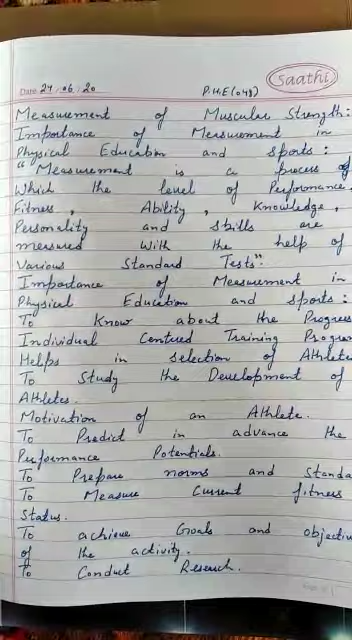 saathi
Date 27.06.20 P.H.E(048)
Measurement of Muscular Strength:
Importance of Measurement in
Physical Education and sports:
"Measurement is a process of
Which the level of Performance,
Fitness, Ability, Knowledge,
Personality and skills are
measured With the help of
Various Standard Tests".
Importance of Measurement in
Physical Education and sports:
To Know about the Progress
Individual Centred Training Program
Helps in selection of Athlete
To Study the Development of
Athletes.
Motivation of an Athlete.
To Predict in advance the
Performance Potentials.
To Prepare norms and Standa
To Measure Current fitness
Status.
To achieve Goals and objectiv
of the activity.
To Conduct Research.